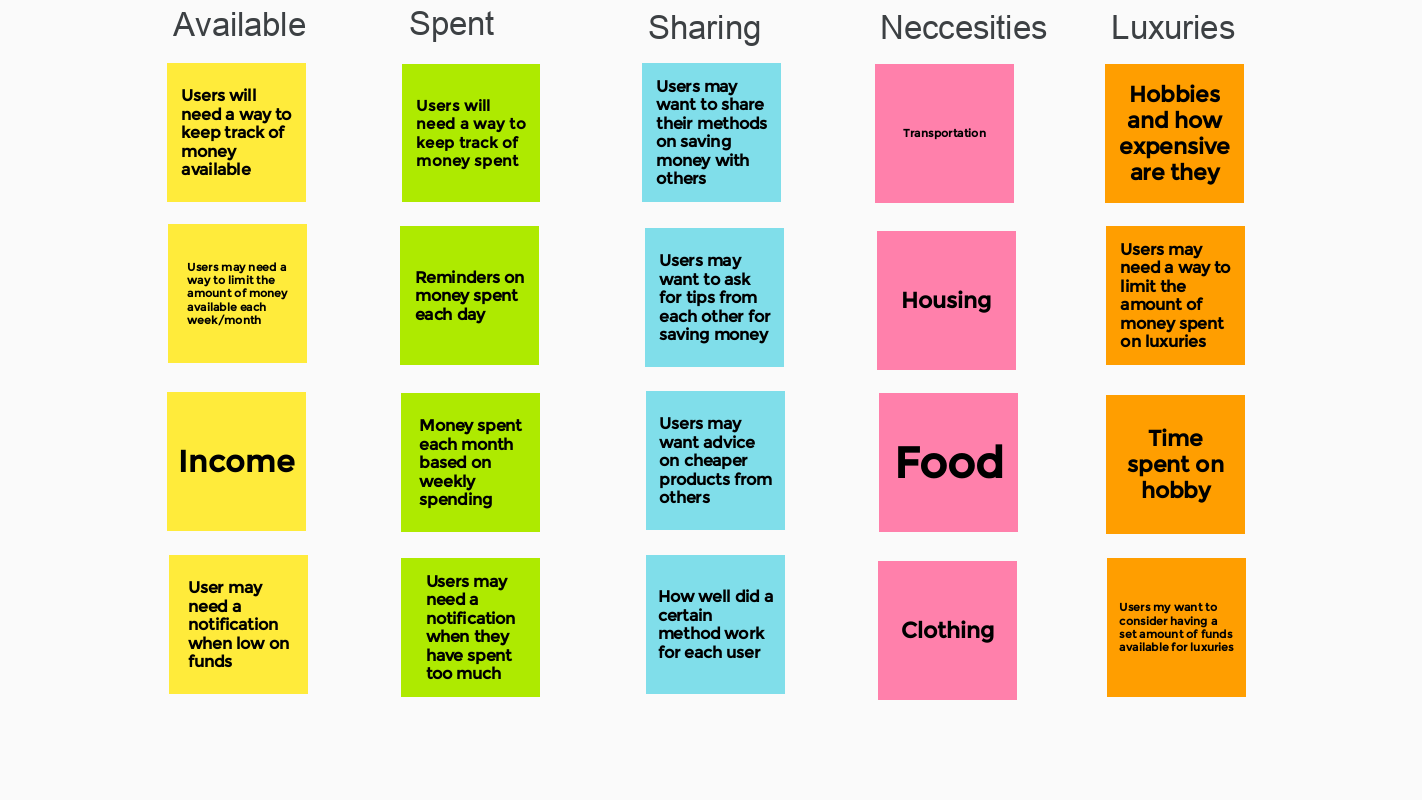 Available
Users will
need a way to
keep track of
money
available
Users may need a
way to limit the
amount of money
available each
week/month
Income
User may
need a
notification
when low on
funds
Spent
Users will
need a way to
keep track of
money spent
Reminders on
money spent
each day
Money spent
each month
based on
weekly
spending
Users may
need a
notification
when they
have spent
too much
Sharing
Users may
want to share
their methods
on saving
money with
others
Users may
want to ask
for tips from
each other for
saving money
Users may
want advice
on cheaper
products from
others
How well did a
certain
method work
for each user
Neccesities
Transportation
Housing
Food
Clothing
Luxuries
Hobbies
and how
expensive
are they
Users may
need a way to
limit the
amount of
money spent
on luxuries
Time
spent on
hobby
Users my want to
consider having a
set amount of funds
available for luxuries